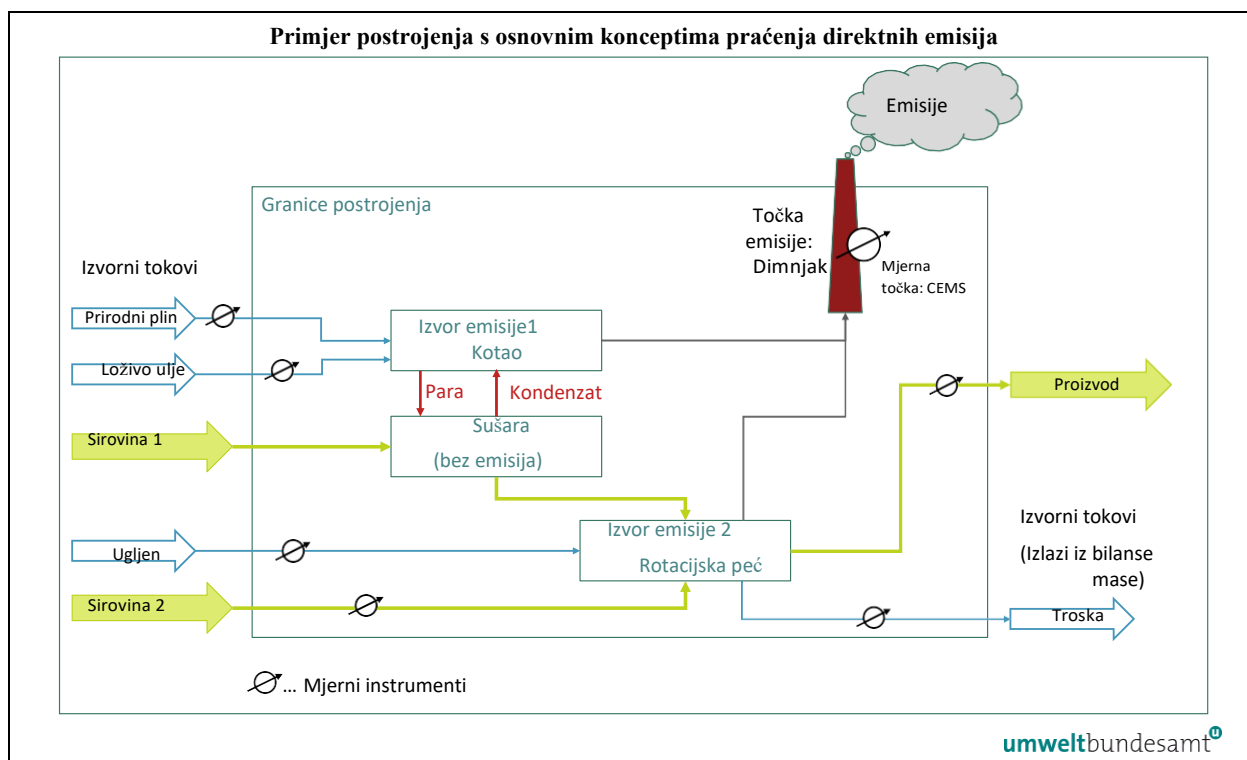 Primjer postrojenja s osnovnim konceptima praćenja direktnih emisija
Emisije
Granice postrojenja
Točka
emisije:
Dimnjak
Mjerna
točka: CEMS
Izvorni tokovi
Prirodni plin
Izvor emisije1
Kotao
Loživo ulje
Para
Kondenzat
Proizvod
Sirovina 1
Sušara
(bez emisija)
Izvorni tokovi
(Izlazi iz bilanse
mase)
Ugljen
Izvor emisije 2
Rotacijska peć
Sirovina 2
Troska
... Mjerni instrumenti
umweltbundesamt u